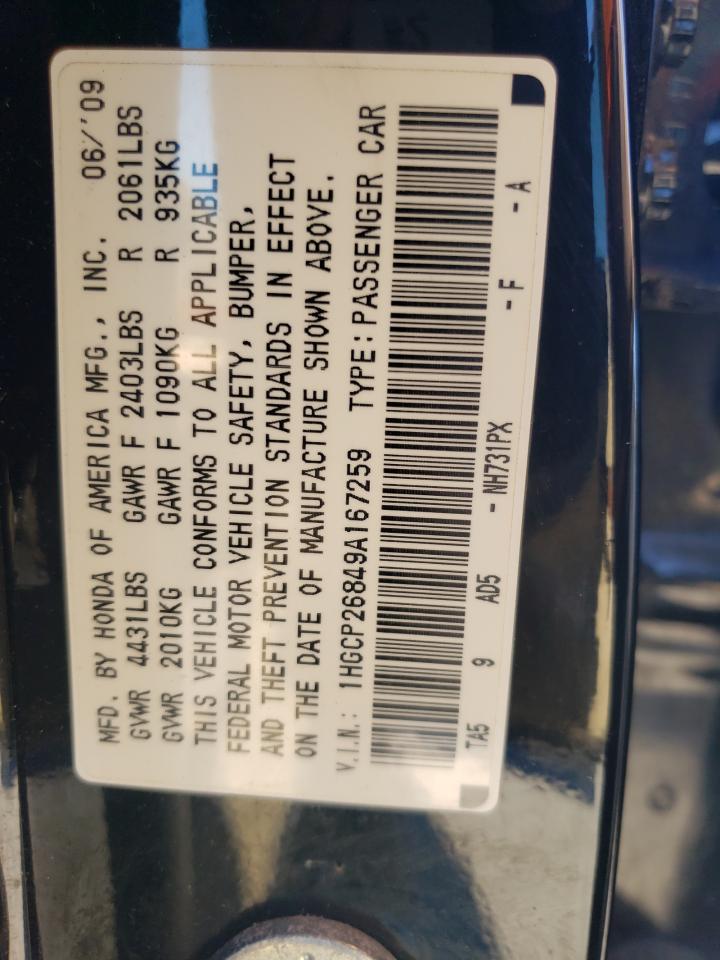 MFD. BY HONDA OF AMERICA MFG., INC. 06/'09
GVWR 4431LBS GAWR F 2403LBS R 2061LBS
GVWR 2010KG GAWR F 1090KG R 935KG
THIS VEHICLE CONFORMS TO ALL APPLICABLE
FEDERAL MOTOR VEHICLE SAFETY, BUMPER,
AND THEFT PREVENTION STANDARDS IN EFFECT
ON THE DATE OF MANUFACTURE SHOWN ABOVE.
V.I.N.: 1HGCP26849A167259 TYPE:PASSENGER CAR
TA5 9 AD5 - NH731PX - F - A